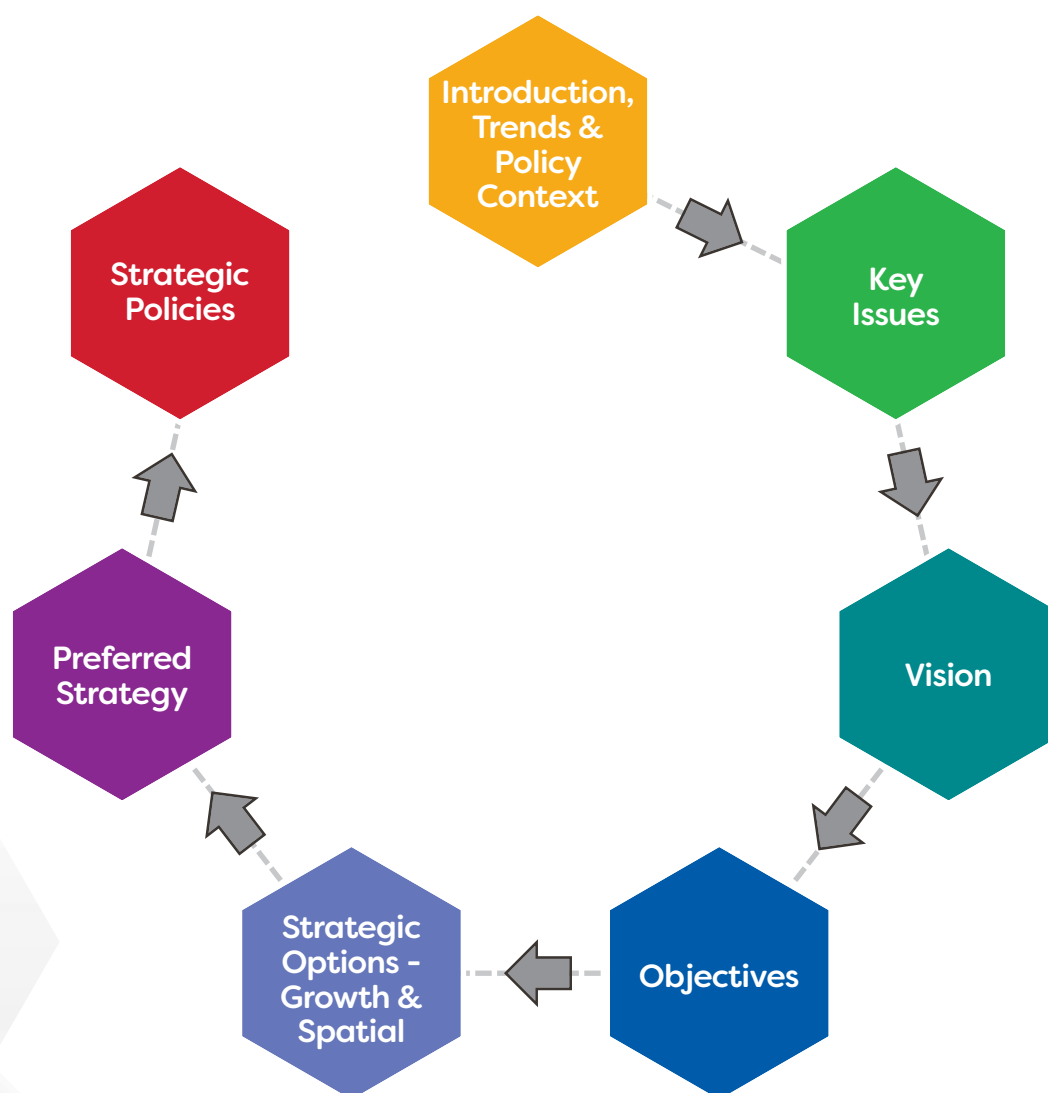 Introduction,
Trends &
Policy
Context
Key
Issues
Vision
Objectives
Strategic
Options -
Growth &
Spatial
Preferred
Strategy
Strategic
Policies